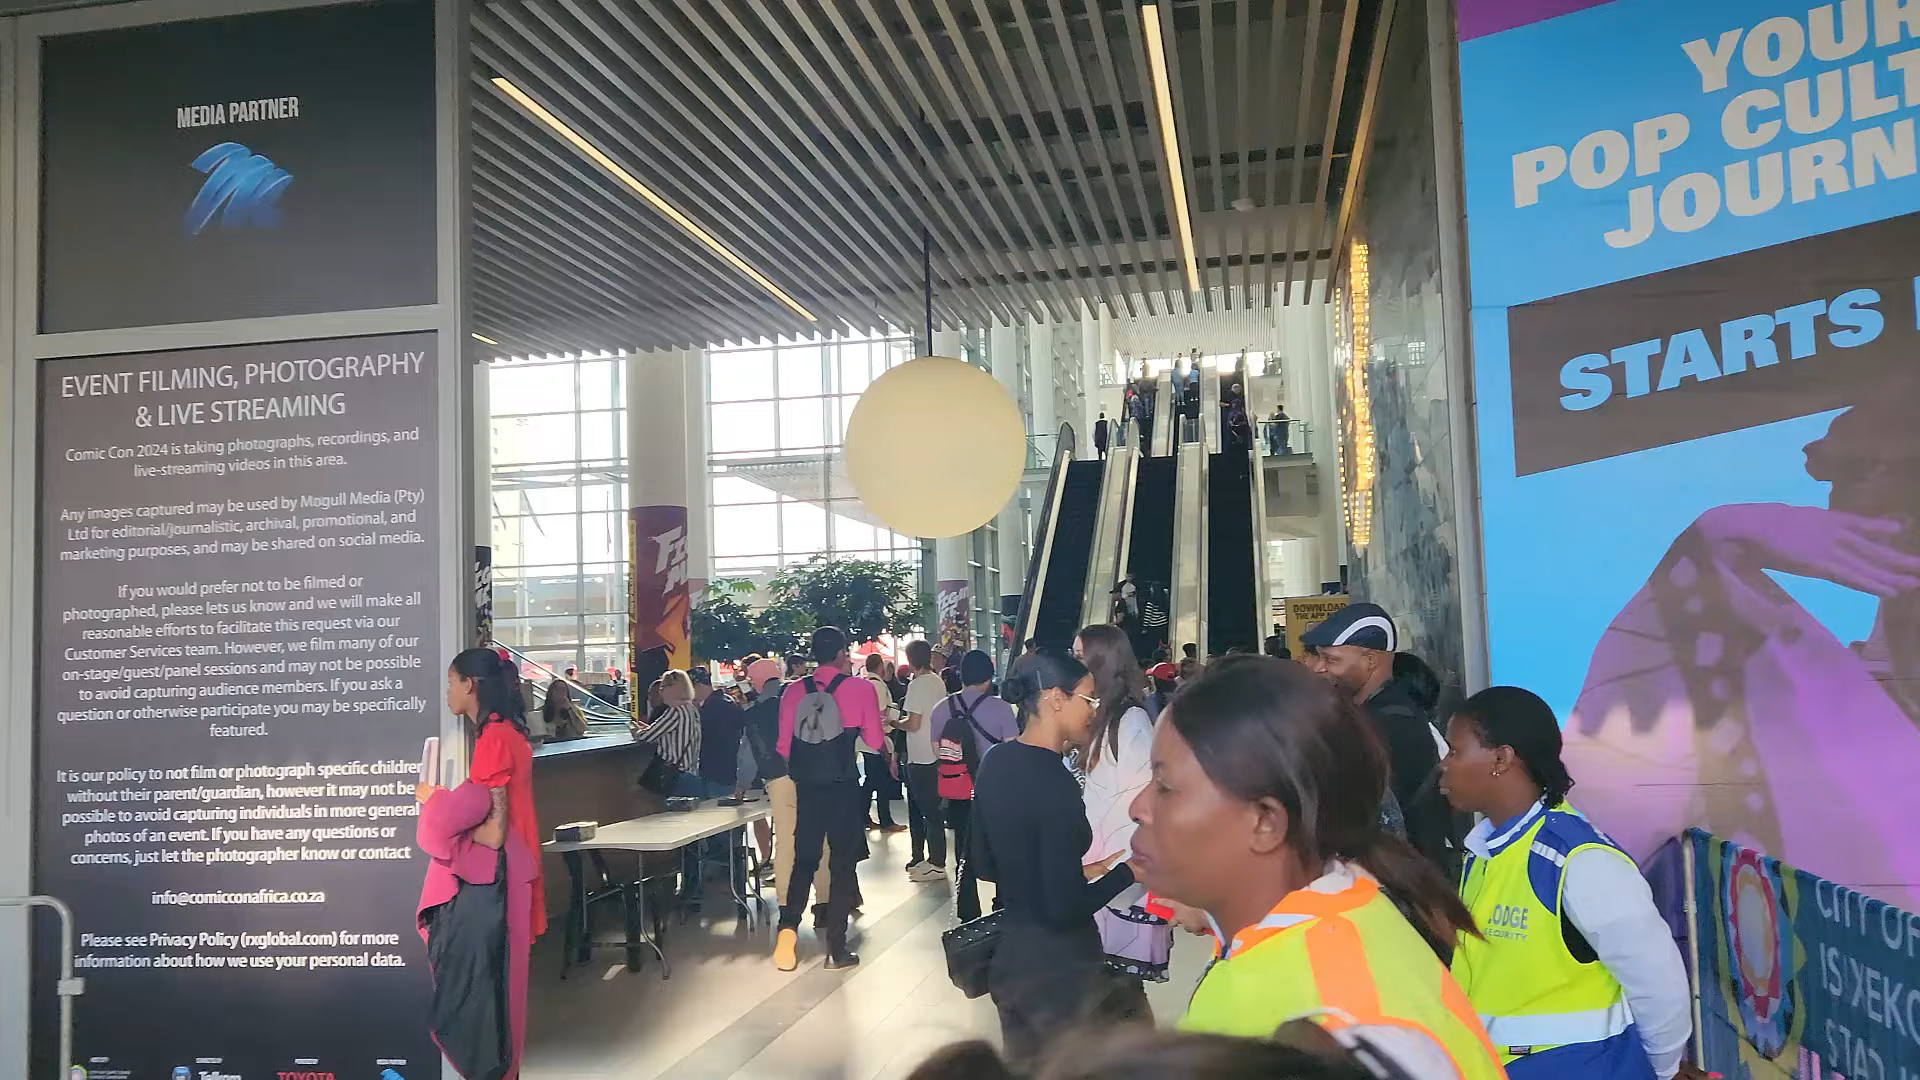 MEDIA PARTNER
EVENT FILMING, PHOTOGRAPHY
& LIVE STREAMING
Comic Con 2024 is taking photographs, recordings, and
live-streaming videos in this area.
Any images captured may be used by Mogull Media (Pty)
Ltd for editorial/journalistic, archival, promotional, and
marketing purposes, and may be shared on social media.
If you would prefer not to be filmed or
photographed, please lets us know and we will make all
reasonable efforts to facilitate this request via our
Customer Services team. However, we film many of our
on-stage/guest/panel sessions and may not be possible
to avoid capturing audience members. If you ask a
question or otherwise participate you may be specifically
featured.
It is our policy to not film or photograph specific children
without their parent/guardian, however it may not be
possible to avoid capturing individuals in more general
photos of an event. If you have any questions or
concerns, just let the photographer know or contact
info@comicconafrica.co.za
Please see Privacy Policy (rxglobal.com) for more
information about how we use your personal data.
Telkom
TOYOTA
DOWNLOAD
THE APP
YOUR
POP CULT
JOURN
STARTS
ODGE
SECURITY
CITY OF